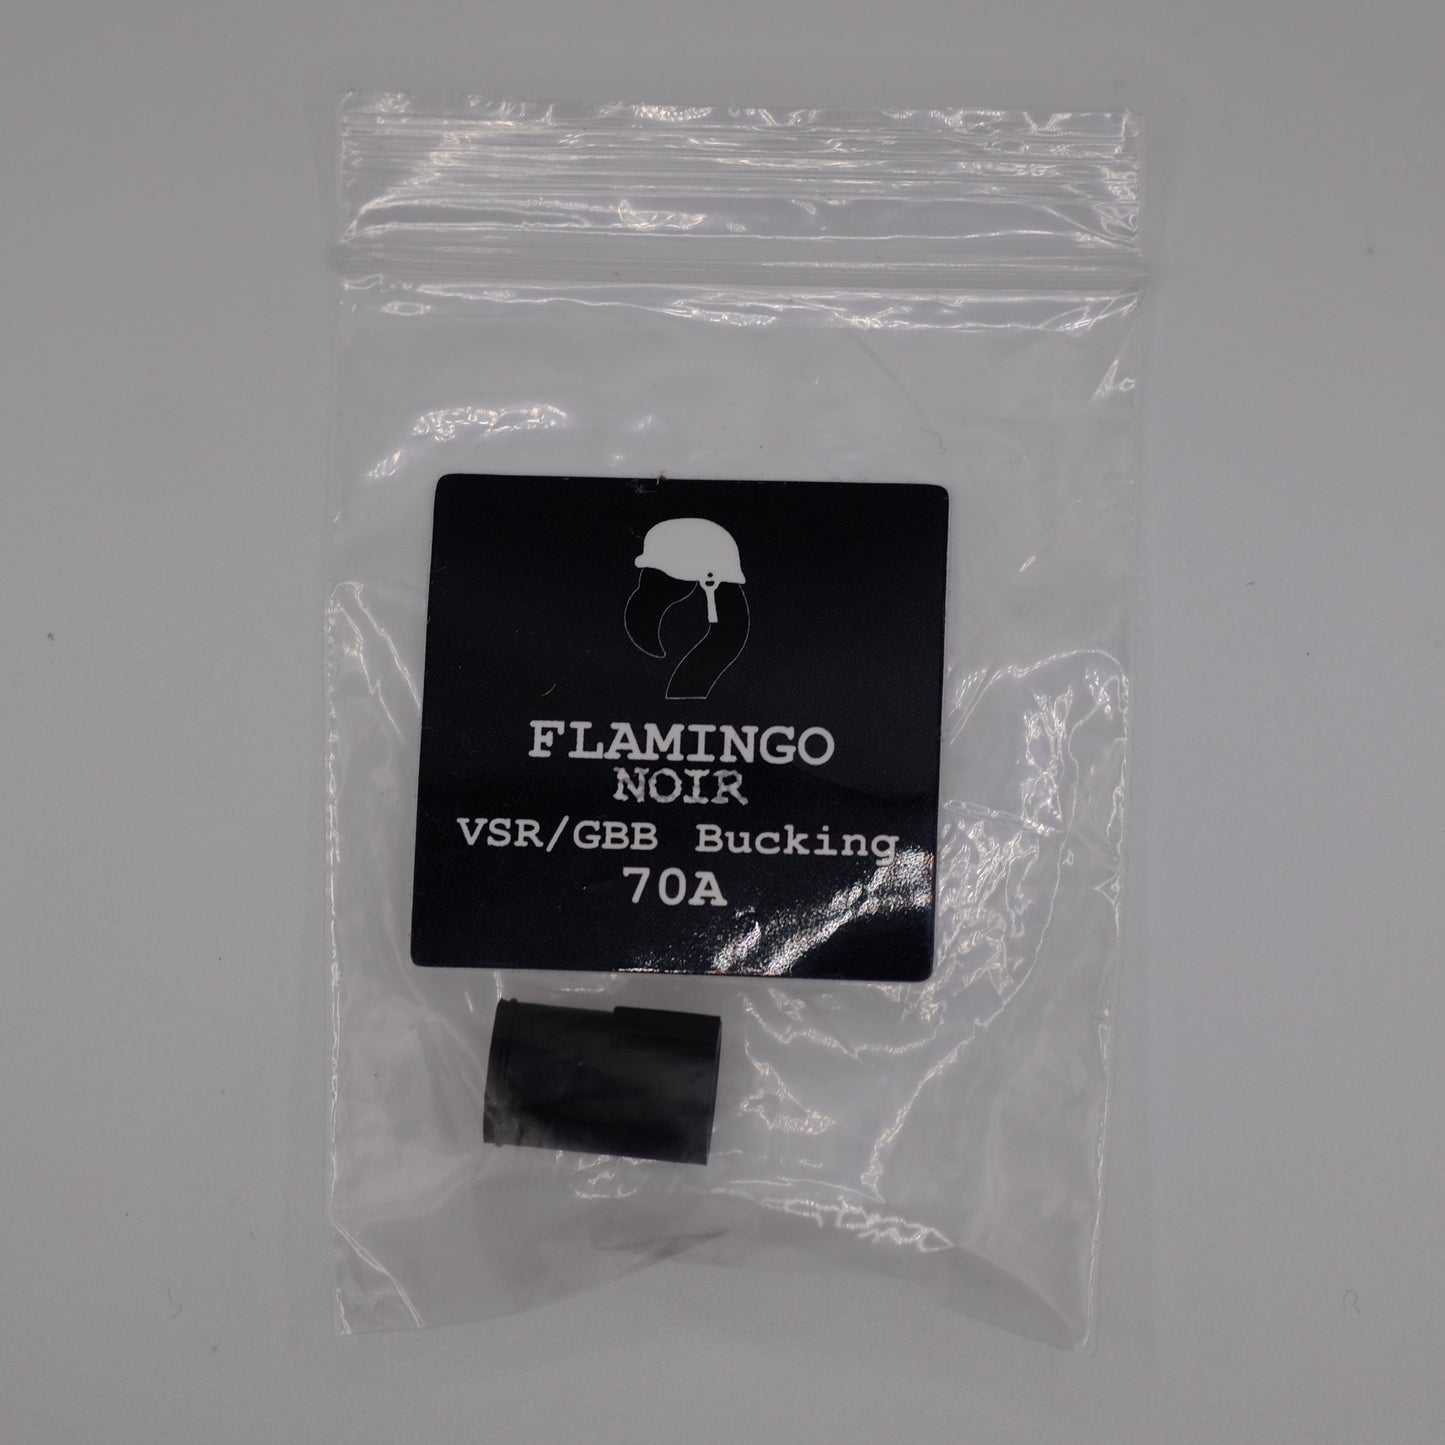 FLAMINGO
NOIR
VSR/GBB Bucking
70A